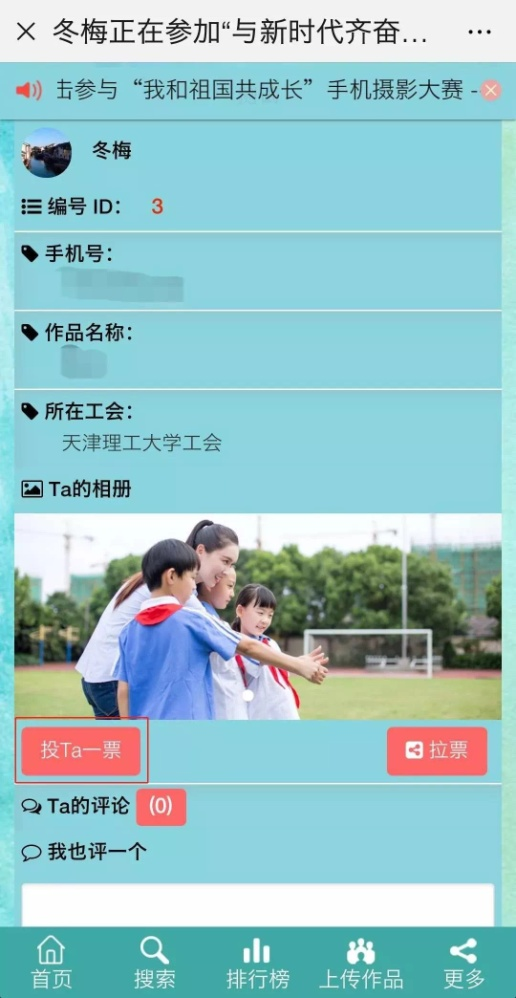 冬梅正在参加“与新时代齐奋…
击参与“我和祖国共成长”手机摄影大赛 -
冬梅
编号 ID： 3
手机号：
作品名称：
所在工会：
天津理工大学工会
Ta的相册
投Ta一票
拉票
Ta的评论 (0)
我也评一个
首页 搜索 排行榜 上传作品 更多